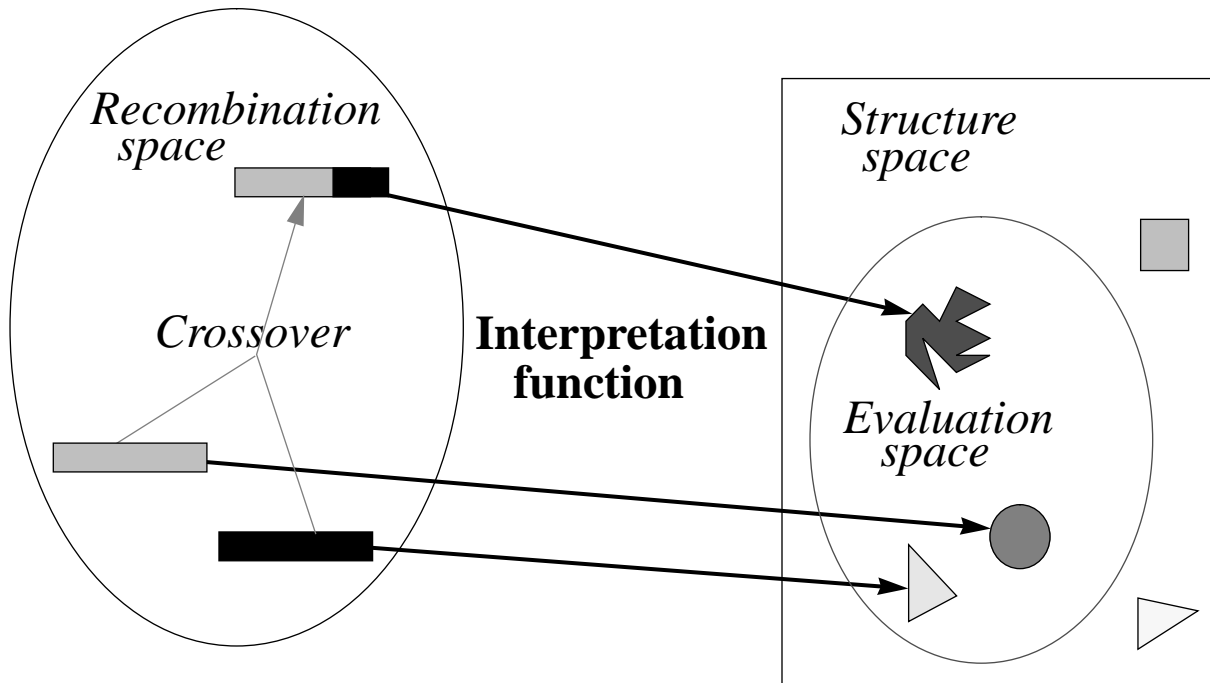 Recombination
space
Crossover
Interpretation
function
Structure
space
Evaluation
space